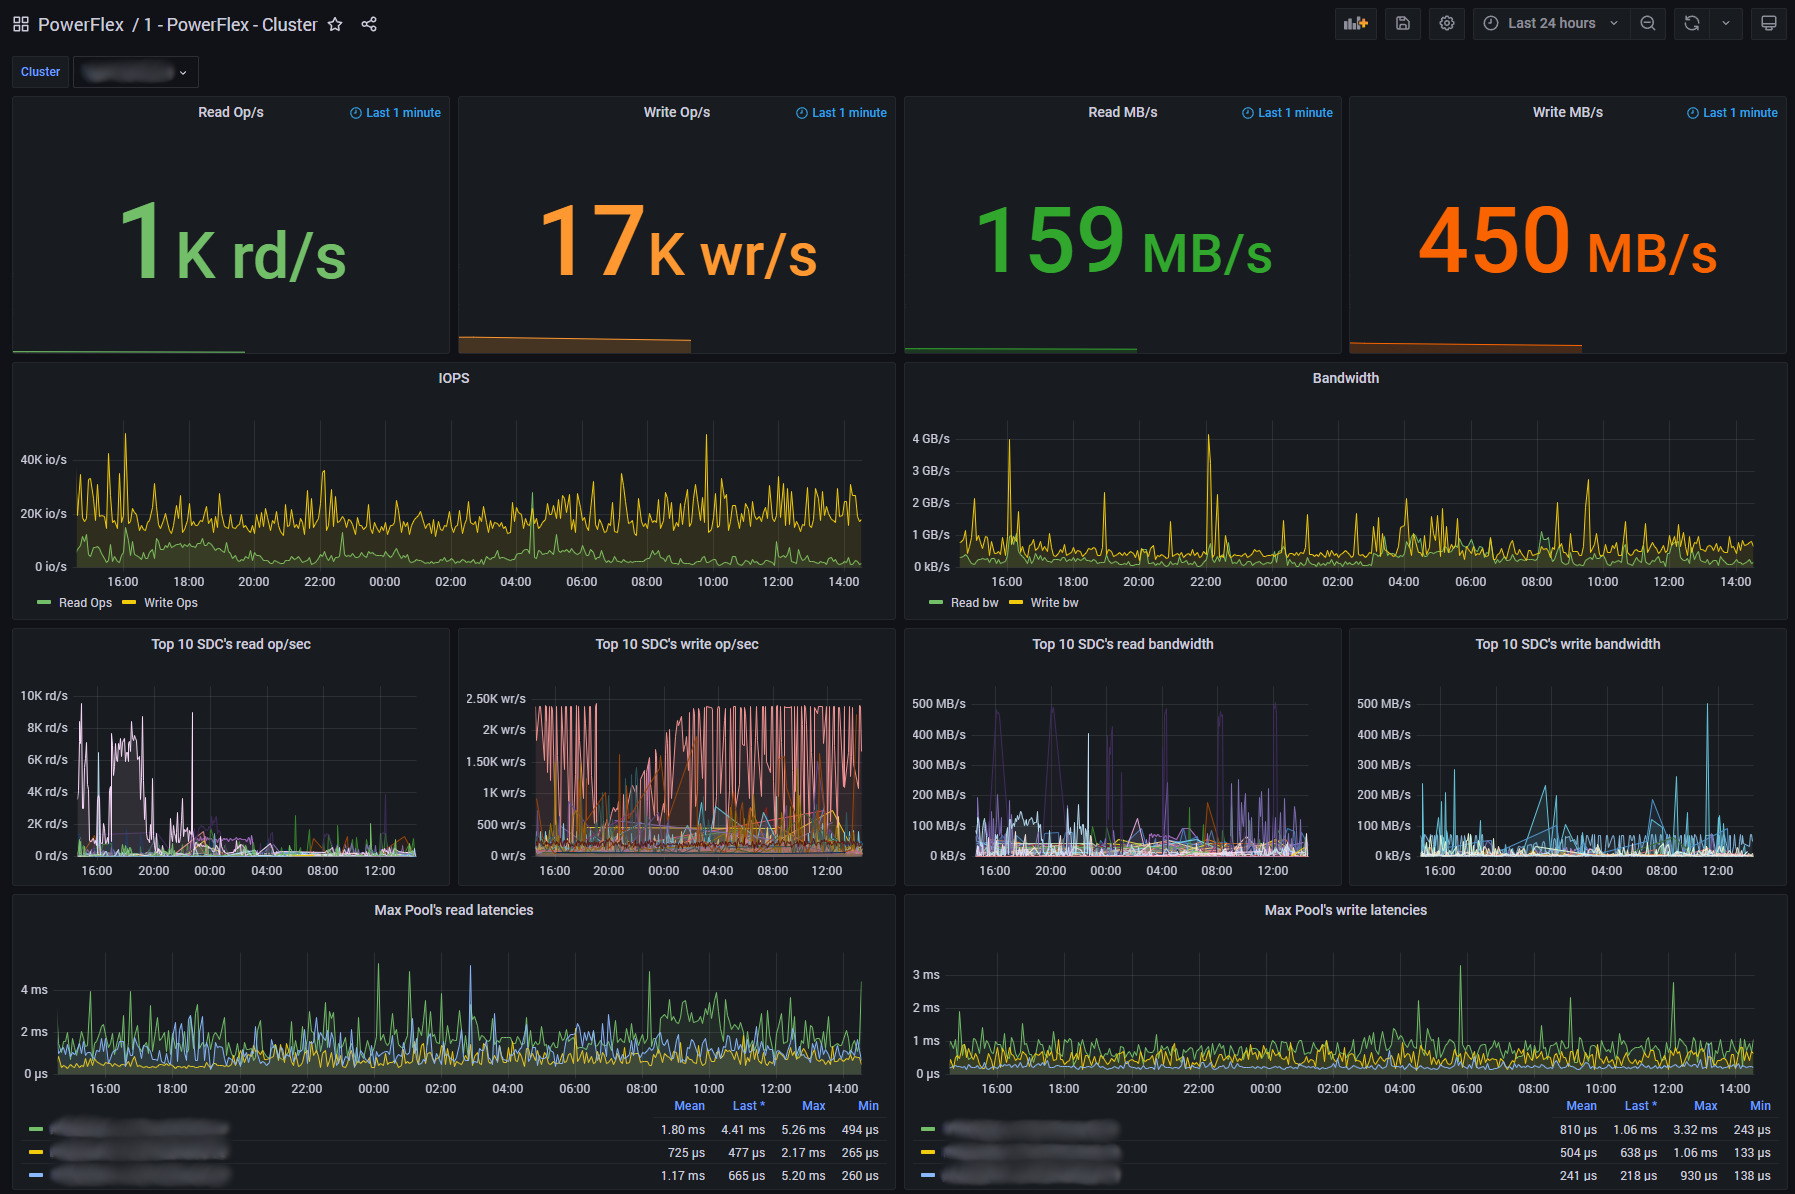 PowerFlex / 1 - PowerFlex - Cluster
Last 24 hours
Cluster
Read Op/s
Last 1 minute
1K rd/s
Write Op/s
Last 1 minute
17K wr/s
Read MB/s
Last 1 minute
159 MB/s
Write MB/s
Last 1 minute
450 MB/s
IOPS
40K io/s
20K io/s
0 io/s
16:00 18:00 20:00 22:00 00:00 02:00 04:00 06:00 08:00 10:00 12:00 14:00
Read Ops Write Ops
Bandwidth
4 GB/s
3 GB/s
2 GB/s
1 GB/s
0 kB/s
16:00 18:00 20:00 22:00 00:00 02:00 04:00 06:00 08:00 10:00 12:00 14:00
Read bw Write bw
Top 10 SDC's read op/sec
10K rd/s
8K rd/s
6K rd/s
4K rd/s
2K rd/s
0 rd/s
16:00 20:00 00:00 04:00 08:00 12:00
Top 10 SDC's write op/sec
2.50K wr/s
2K wr/s
1.50K wr/s
1K wr/s
500 wr/s
0 wr/s
16:00 20:00 00:00 04:00 08:00 12:00
Top 10 SDC's read bandwidth
500 MB/s
400 MB/s
300 MB/s
200 MB/s
100 MB/s
0 kB/s
16:00 20:00 00:00 04:00 08:00 12:00
Top 10 SDC's write bandwidth
500 MB/s
400 MB/s
300 MB/s
200 MB/s
100 MB/s
0 kB/s
16:00 20:00 00:00 04:00 08:00 12:00
Max Pool's read latencies
4 ms
2 ms
0 µs
16:00 18:00 20:00 22:00 00:00 02:00 04:00 06:00 08:00 10:00 12:00 14:00
Mean Last * Max Min
1.80 ms 4.41 ms 5.26 ms 494 µs
725 µs 477 µs 2.17 ms 265 µs
1.17 ms 665 µs 5.20 ms 260 µs
Max Pool's write latencies
3 ms
2 ms
1 ms
0 µs
16:00 18:00 20:00 22:00 00:00 02:00 04:00 06:00 08:00 10:00 12:00 14:00
Mean Last * Max Min
810 µs 1.06 ms 3.32 ms 243 µs
504 µs 638 µs 1.06 ms 133 µs
241 µs 218 µs 930 µs 138 µs